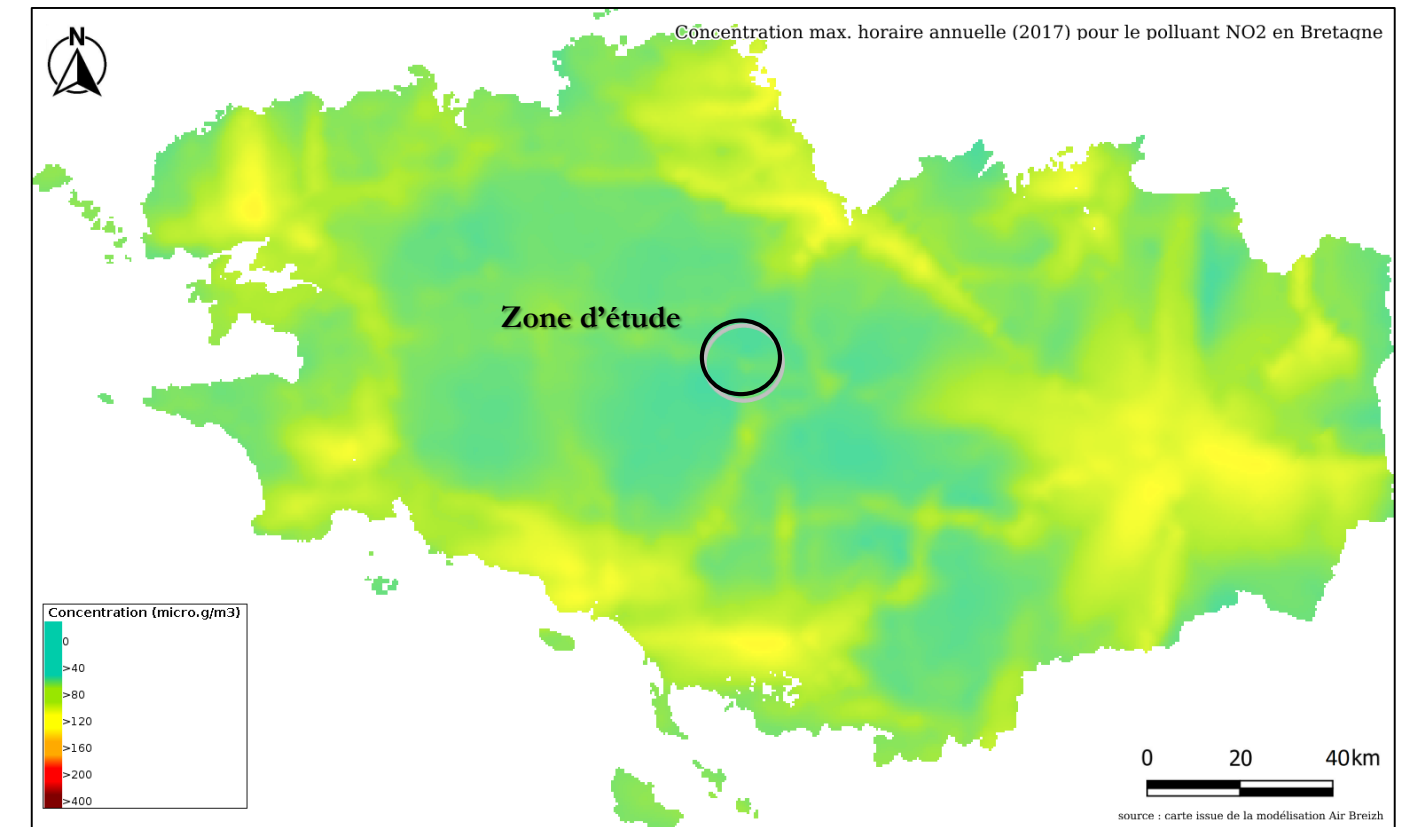 Concentration max. horaire annuelle (2017) pour le polluant NO2 en Bretagne
N
Zone d’étude
Concentration (micro.g/m3)
0
>40
>80
>120
>160
>200
>400
0 20 40km
source : carte issue de la modélisation Air Breizh